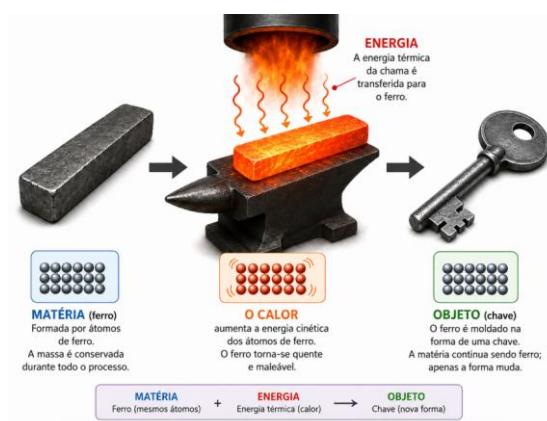 ENERGIA
A energia térmica
da chama é
transferida para
o ferro.
MATÉRIA (ferro)
Formada por átomos
de ferro.
A massa é conservada
durante todo o processo.
O CALOR
aumenta a energia cinética
dos átomos de ferro.
O ferro torna-se quente
e maleável.
OBJETO (chave)
O ferro é moldado na
forma de uma chave.
A matéria continua sendo ferro;
apenas a forma muda.
MATÉRIA + ENERGIA → OBJETO
Ferro (mesmos átomos) Energia térmica (calor) Chave (nova forma)